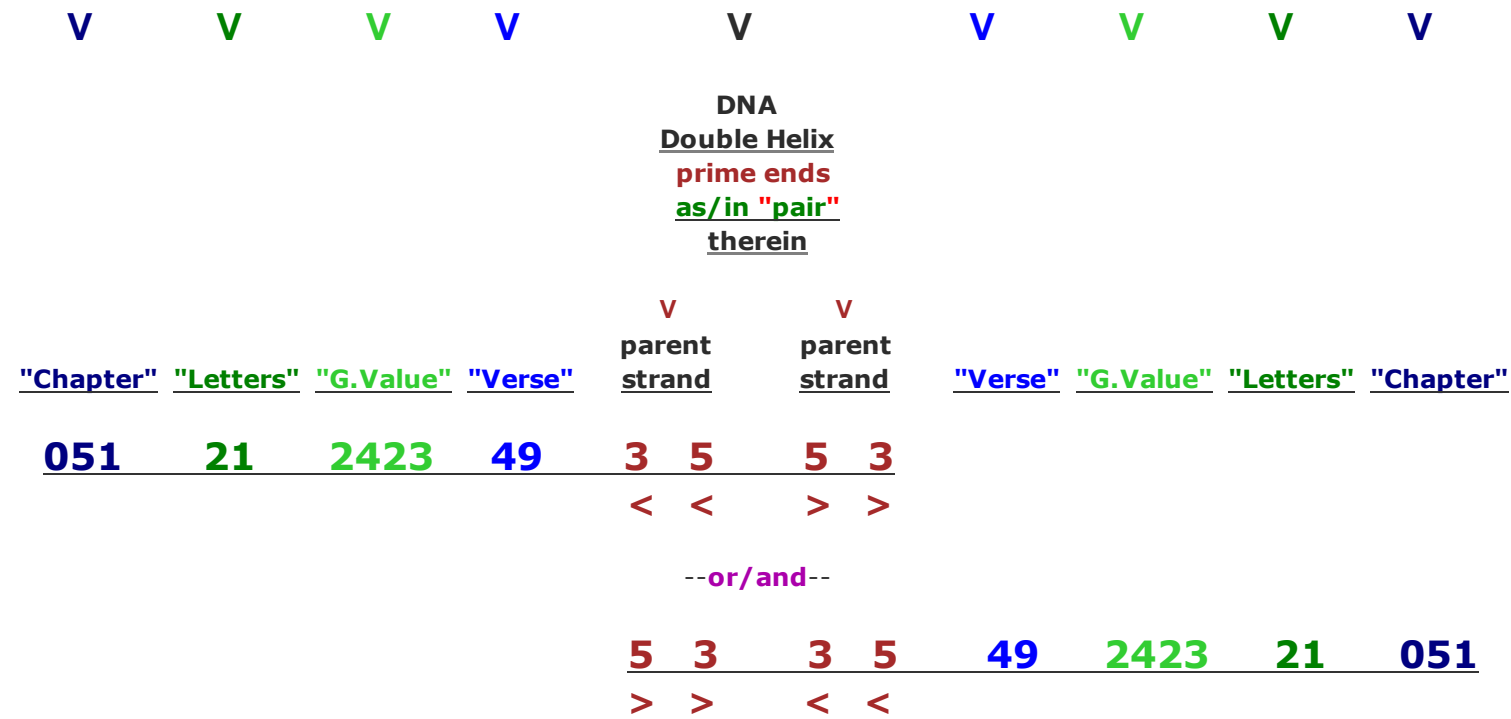 V V V V V V V V V
DNA
Double Helix
prime ends
as/in "pair"
therein
V V
parent parent
"Chapter" "Letters" "G.Value" "Verse" strand strand "Verse" "G.Value" "Letters" "Chapter"
051 21 2423 49 3 5 5 3
< < > >
--or/and--
5 3 3 5 49 2423 21 051
> > < <